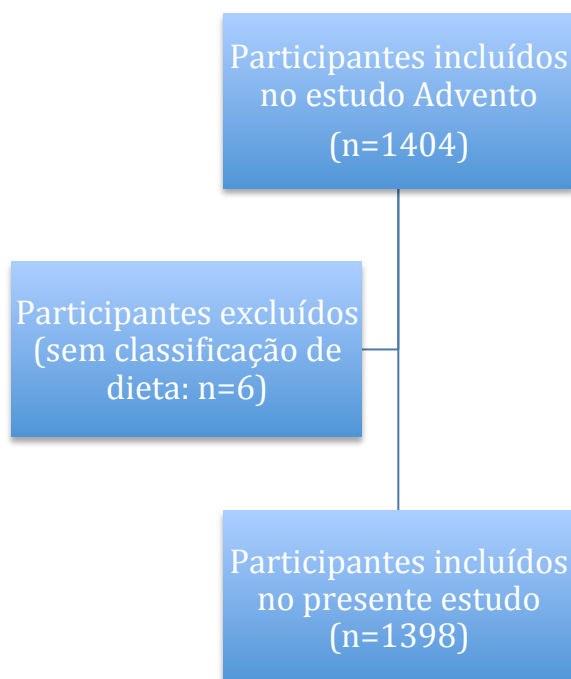 Participantes incluídos
no estudo Advento
(n=1404)
Participantes excluídos
(sem classificação de
dieta: n=6)
Participantes incluídos
no presente estudo
(n=1398)